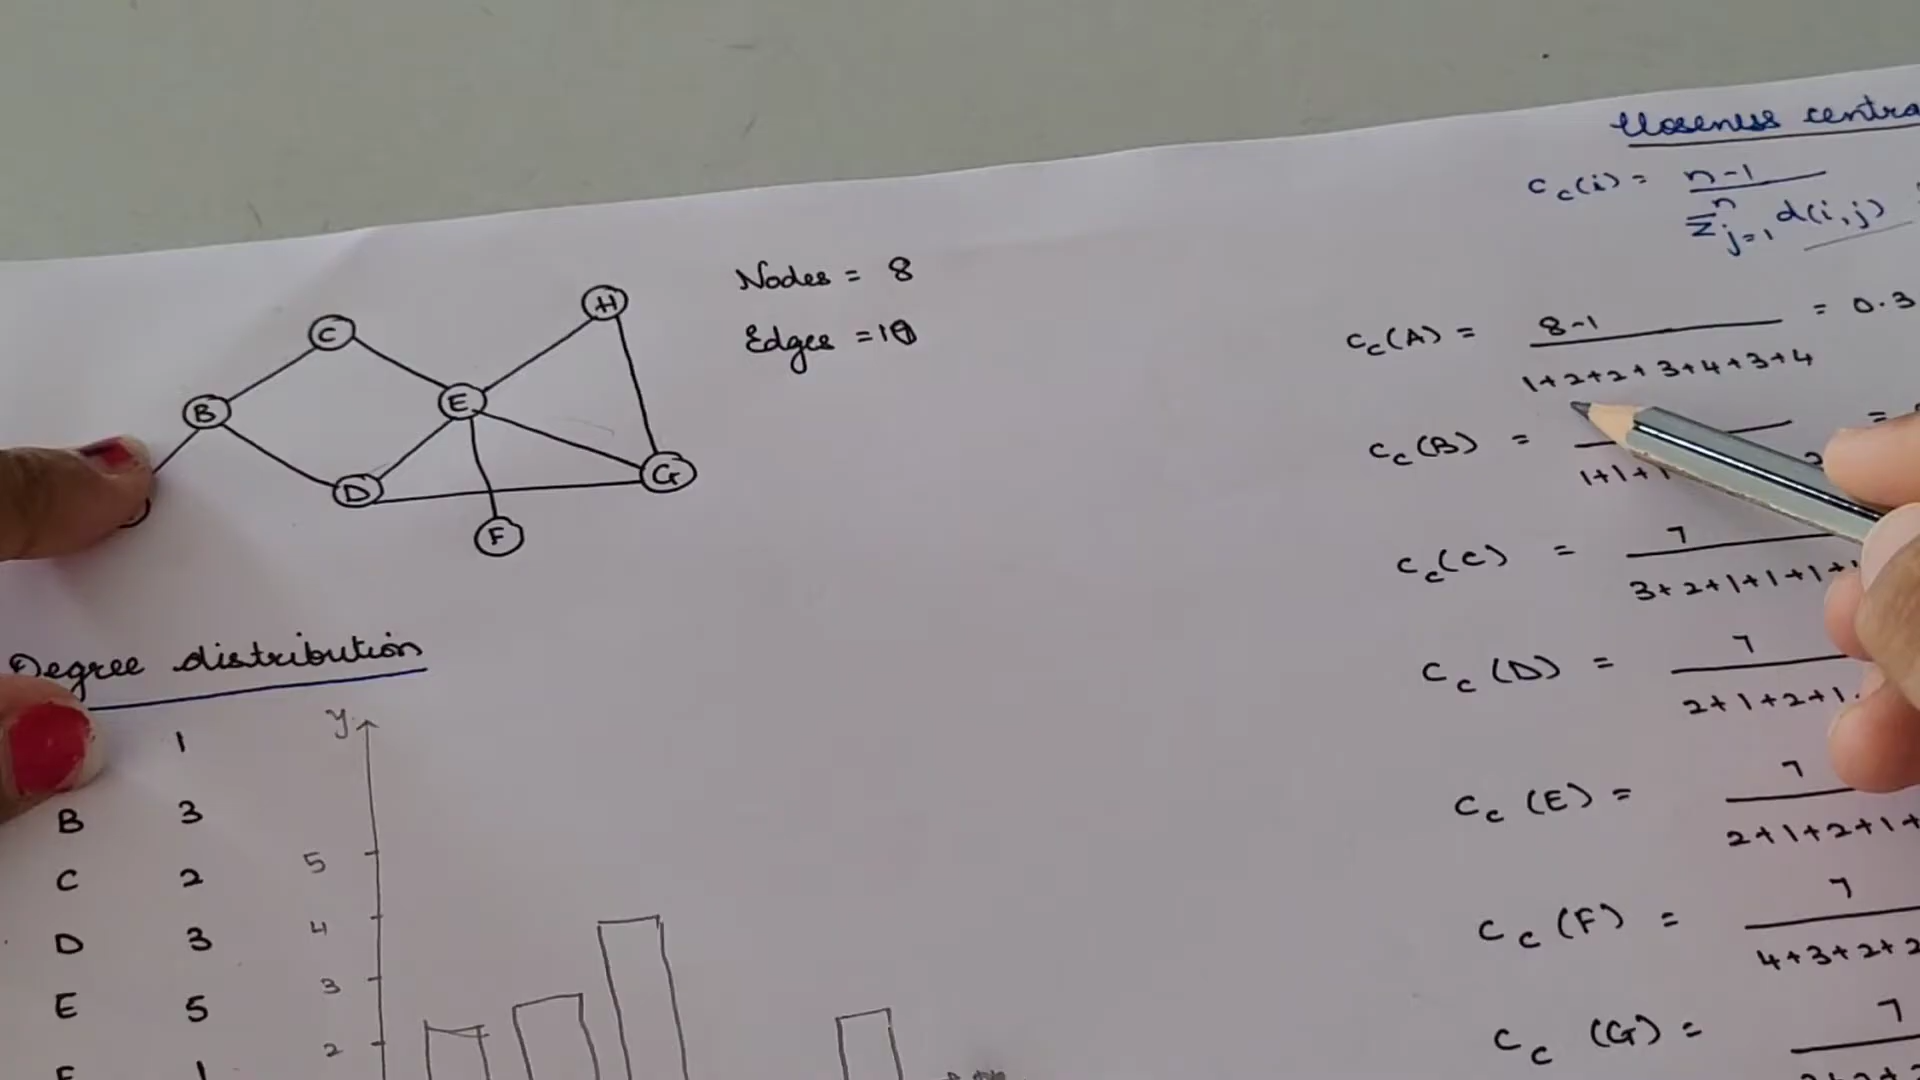 Closeness
Cc(i) = n-1
Σⁿj=1 d(i,j)
C
H
B
E
D
G
F
Nodes = 8
Edges = 10
Cc(A) = 8-1 = 0.3
1+2+2+3+4+3+4
Cc(B) = =
1+1+1
Cc(C) = 7
3+2+1+1+1+1
Cc(D) = 7
2+1+2+1
Cc(E) = 7
2+1+2+1+
Cc(F) = 7
4+3+2+2
Cc(G) = 7
Degree distribution
1
B 3
C 2
D 3
E 5
1
y
5
4
3
2